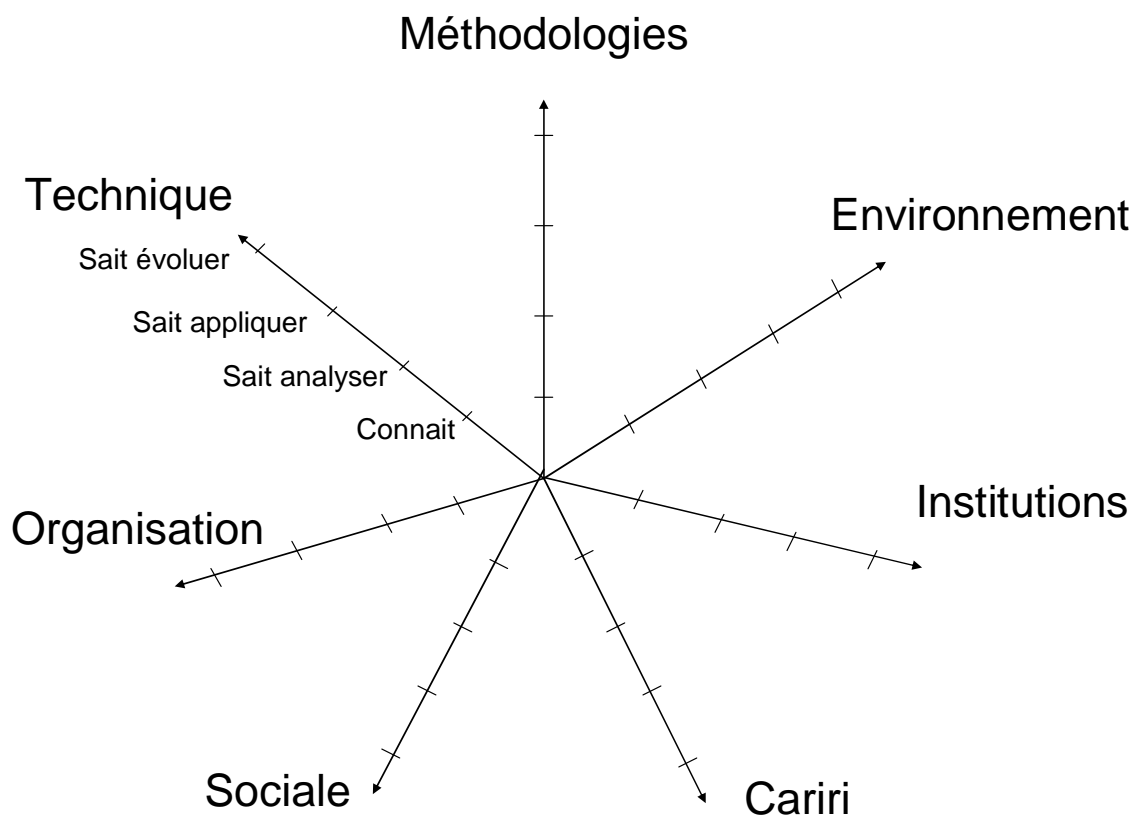 Méthodologies
Technique
Environnement
Sait évoluer
Sait appliquer
Sait analyser
Connait
Institutions
Organisation
Sociale
Cariri